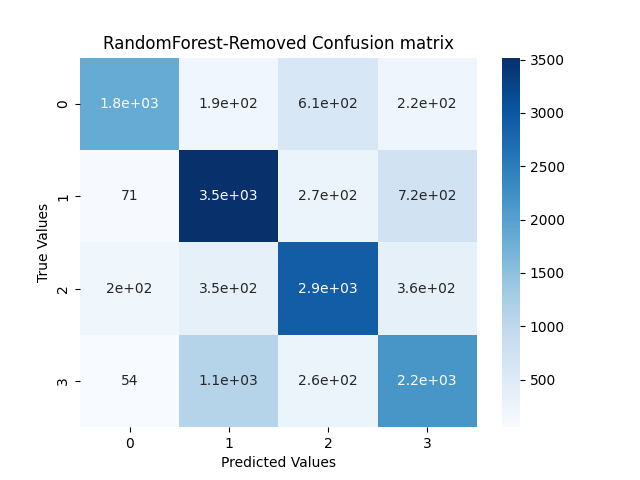 RandomForest-Removed Confusion matrix
True Values
0 1.8e+03 1.9e+02 6.1e+02 2.2e+02
1 71 3.5e+03 2.7e+02 7.2e+02
2 2e+02 3.5e+02 2.9e+03 3.6e+02
3 54 1.1e+03 2.6e+02 2.2e+03
0 1 2 3
Predicted Values
3500
3000
2500
2000
1500
1000
500